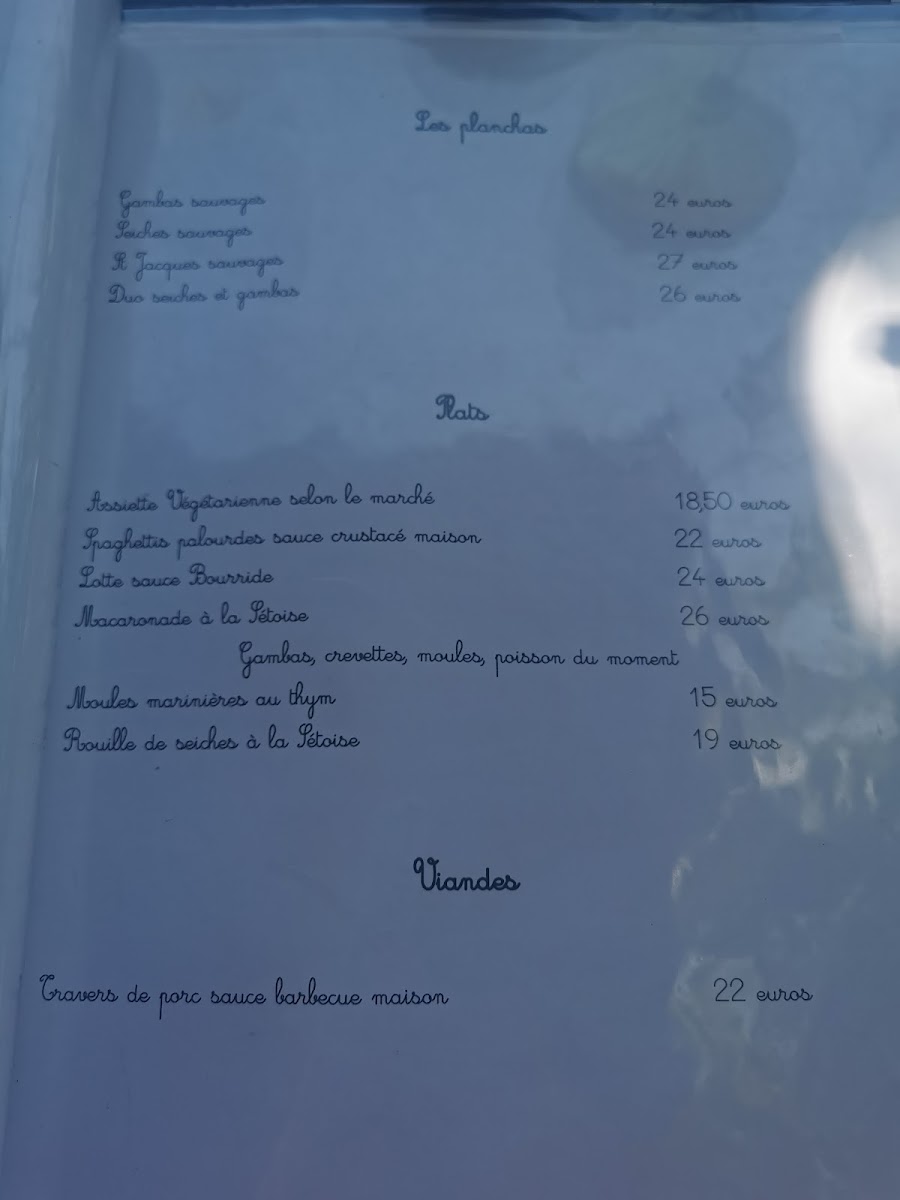 Les planchas
Gambas sauvages 24 euros
Seiches sauvages 24 euros
St Jacques sauvages 27 euros
Duo seiches et gambas 26 euros
Plats
Assiette Végétarienne selon le marché 18,50 euros
Spaghettis palourdes sauce crustacé maison 22 euros
Lotte sauce Bourride 24 euros
Macaronade à la Sétoise 26 euros
Gambas, crevettes, moules, poisson du moment
Moules marinières au thym 15 euros
Rouille de seiches à la Sétoise 19 euros
Viandes
Travers de porc sauce barbecue maison 22 euros